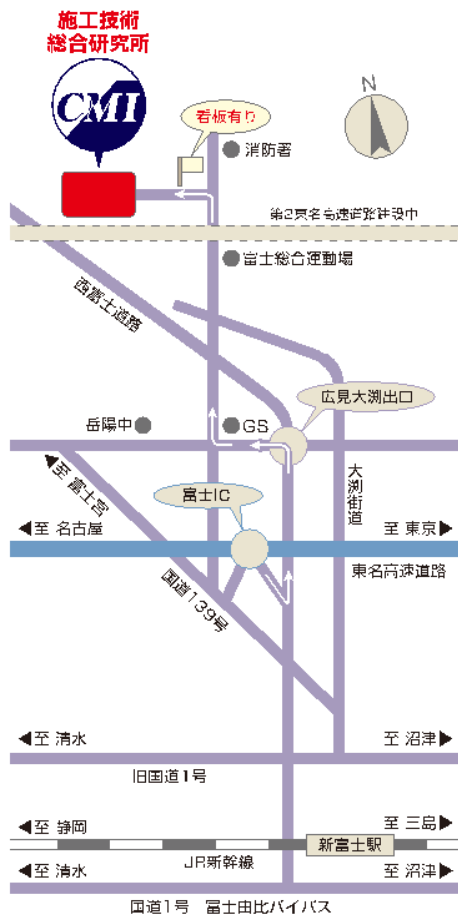 施工技術
総合研究所
CMI
看板有り
N
消防署
第2東名高速道路建設中
富士総合運動場
西富士道路
広見大渕出口
岳陽中
GS
大渕街道
◀至 富士宮
富士IC
◀至 名古屋
至 東京▶
東名高速道路
国道139号
◀至 清水
至 沼津▶
旧国道1号
◀至 静岡
至 三島▶
新富士駅
JR新幹線
◀至 清水
至 沼津▶
国道1号 富士由比バイパス